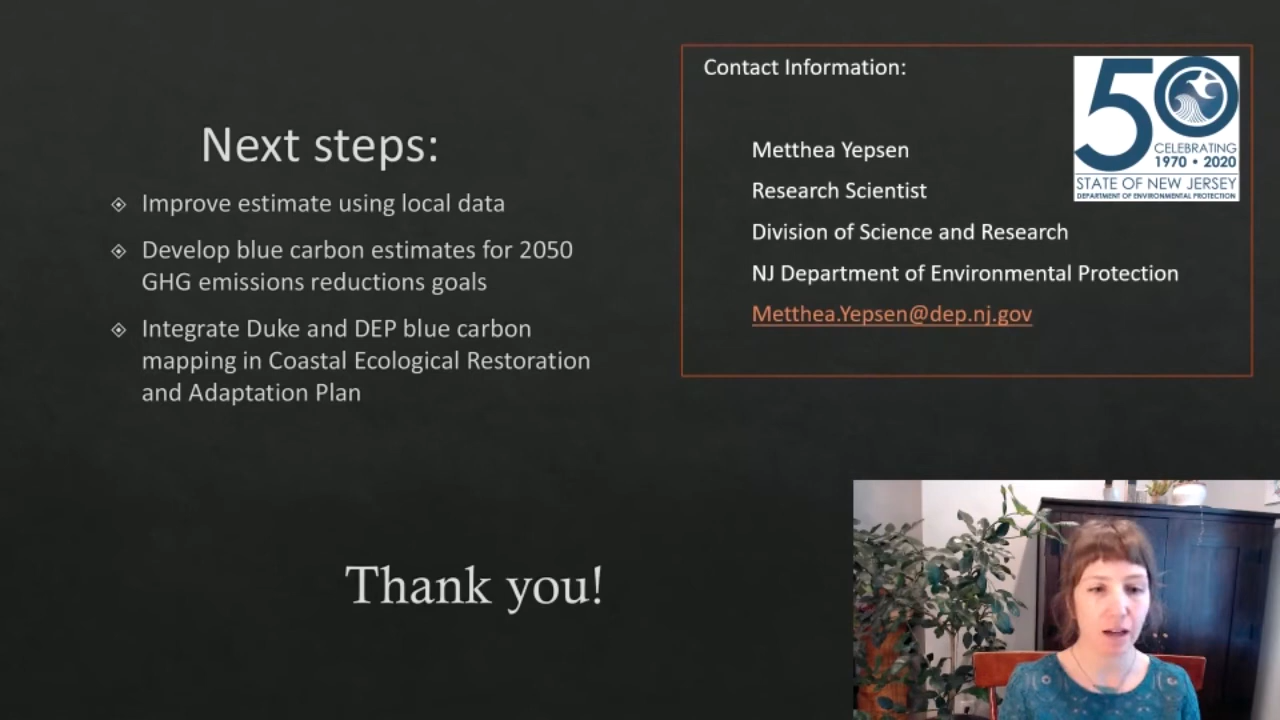 Next steps:
Improve estimate using local data
Develop blue carbon estimates for 2050
GHG emissions reductions goals
Integrate Duke and DEP blue carbon
mapping in Coastal Ecological Restoration
and Adaptation Plan
Contact Information:
Metthea Yepsen
Research Scientist
Division of Science and Research
NJ Department of Environmental Protection
Metthea.Yepsen@dep.nj.gov
50
CELEBRATING
1970 • 2020
STATE OF NEW JERSEY
DEPARTMENT OF ENVIRONMENTAL PROTECTION
Thank you!